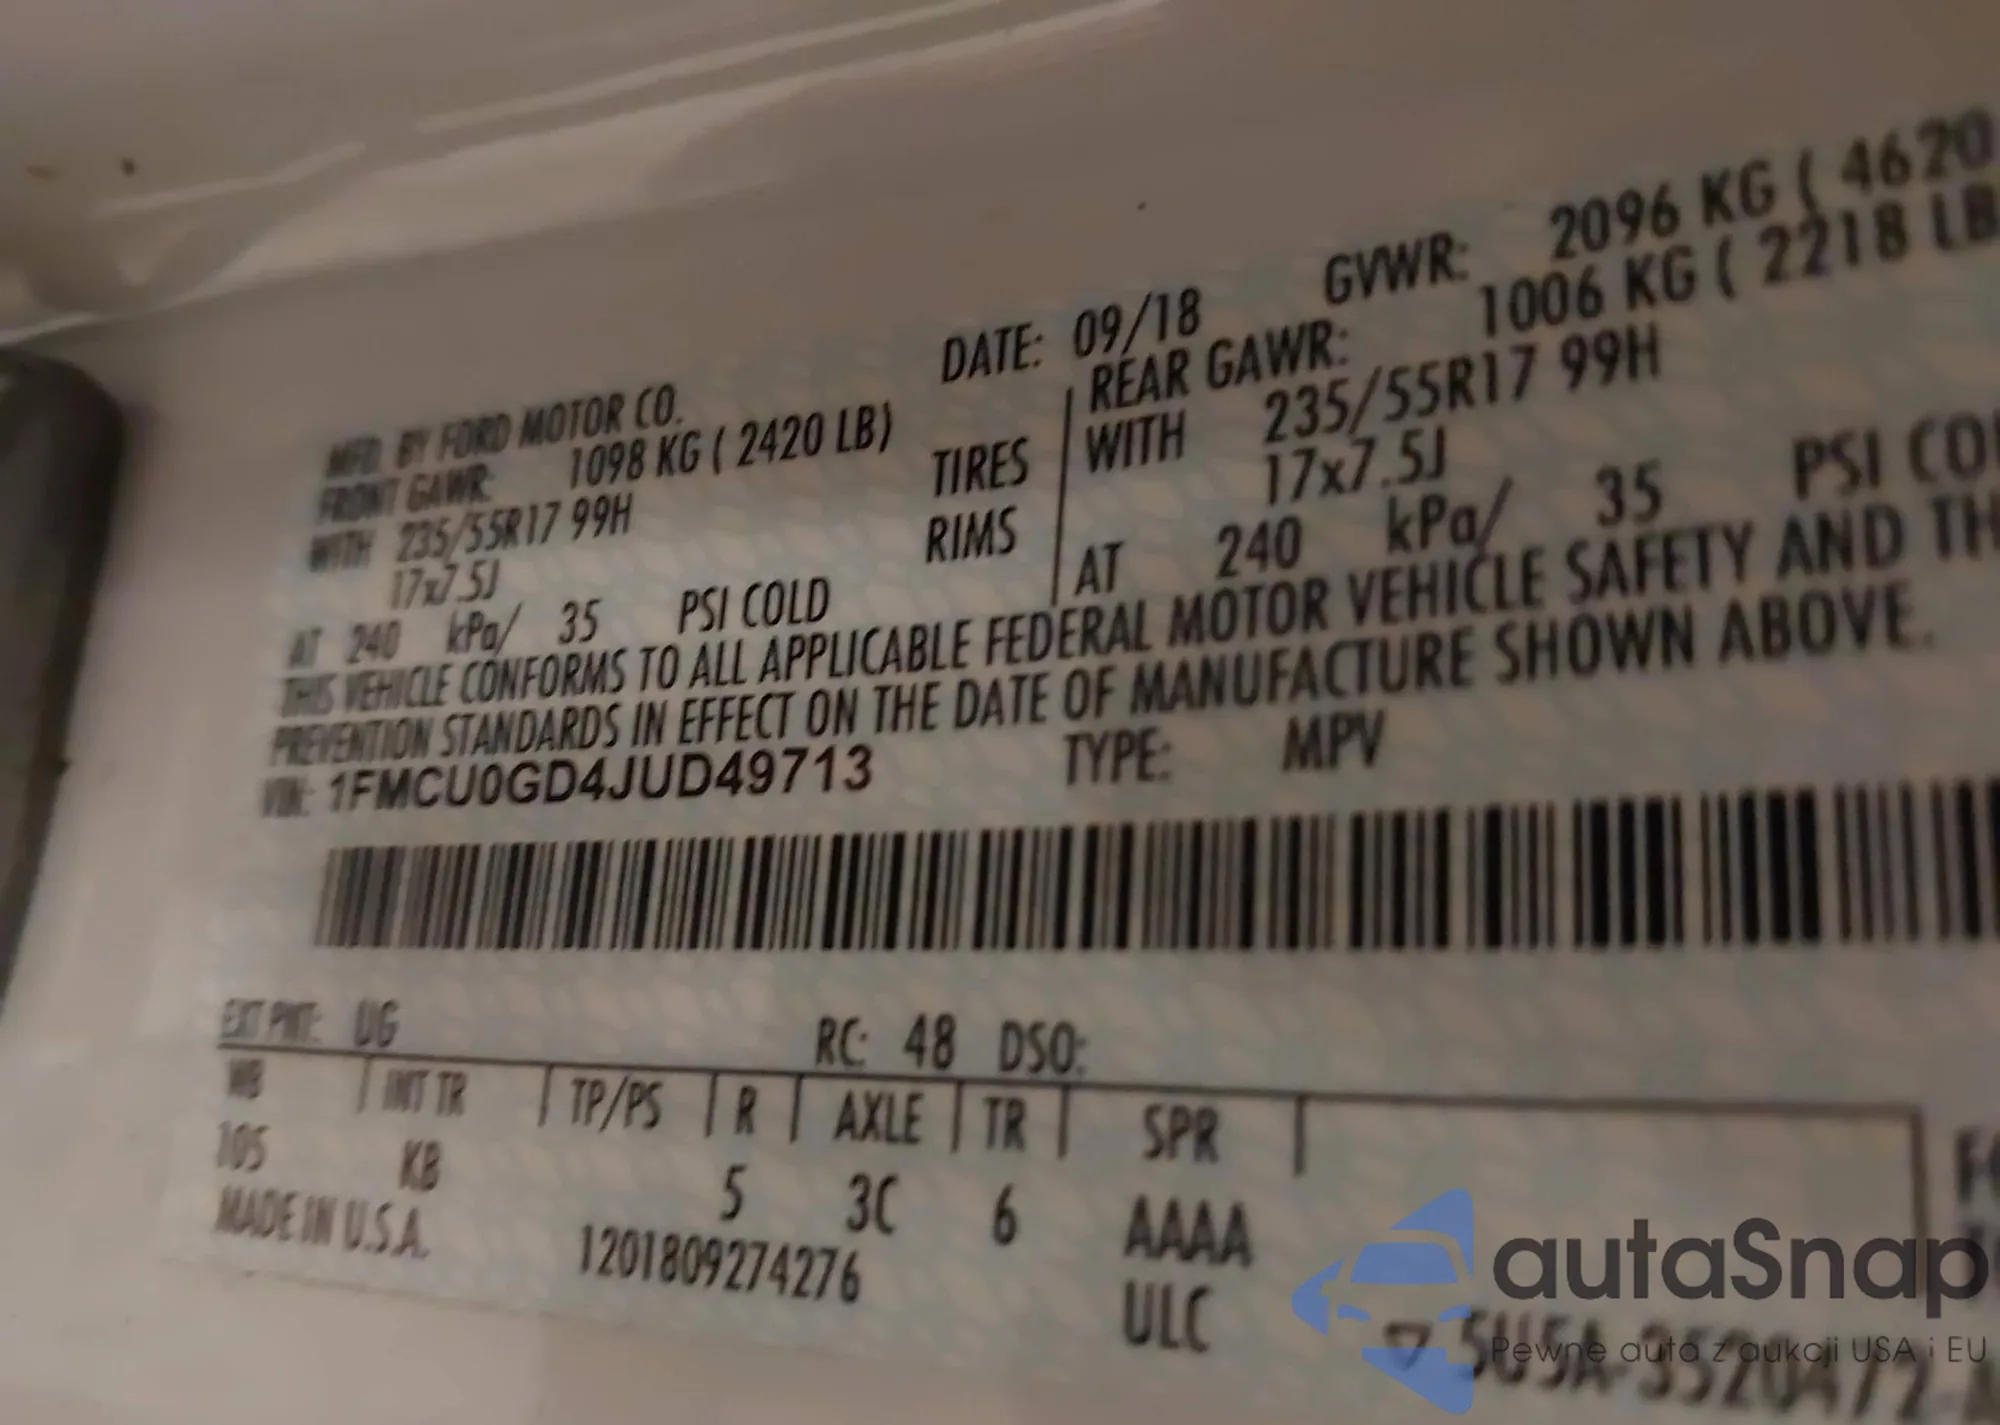 DATE: 09/18 GVWR: 2096 KG ( 4620
MFD. BY FORD MOTOR CO.
FRONT GAWR: 1098 KG ( 2420 LB) REAR GAWR: 1006 KG ( 2218 LB
WITH 235/55R17 99H TIRES WITH 235/55R17 99H
17x7.5J RIMS 17x7.5J
AT 240 kPa/ 35 PSI COLD AT 240 kPa/ 35 PSI COL
THIS VEHICLE CONFORMS TO ALL APPLICABLE FEDERAL MOTOR VEHICLE SAFETY AND TH
PREVENTION STANDARDS IN EFFECT ON THE DATE OF MANUFACTURE SHOWN ABOVE.
VIN: 1FMCU0GD4JUD49713 TYPE: MPV
EXT PNT: UG RC: 48 DSO:
WB INT TR TP/PS R AXLE TR SPR
105 KB 5 3C 6 AAAA
MADE IN U.S.A. 1201809274276 ULC
autaSnap
Pewne auta z aukcji USA i EU